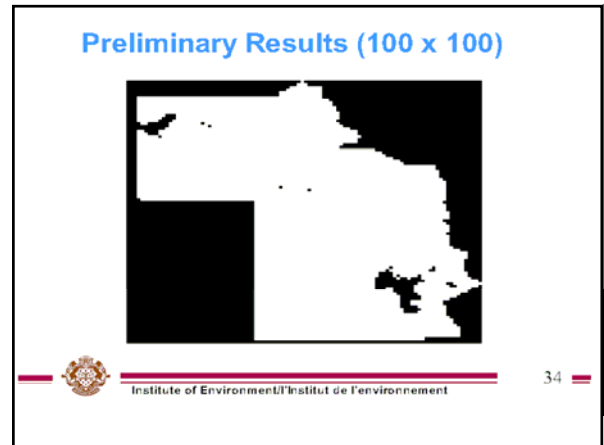 Preliminary Results (100 x 100)
Institute of Environment/l'Institut de l'environnement
34